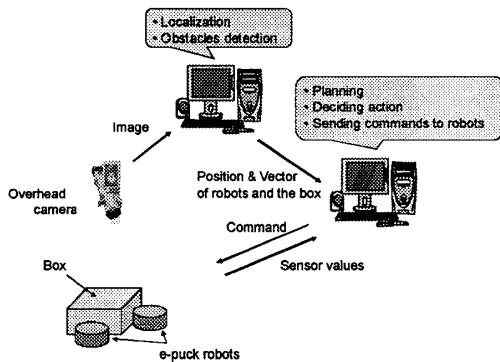 • Localization
• Obstacles detection
• Planning
• Deciding action
• Sending commands to robots
Image
Position & Vector
of robots and the box
Overhead
camera
Command
Sensor values
Box
e-puck robots